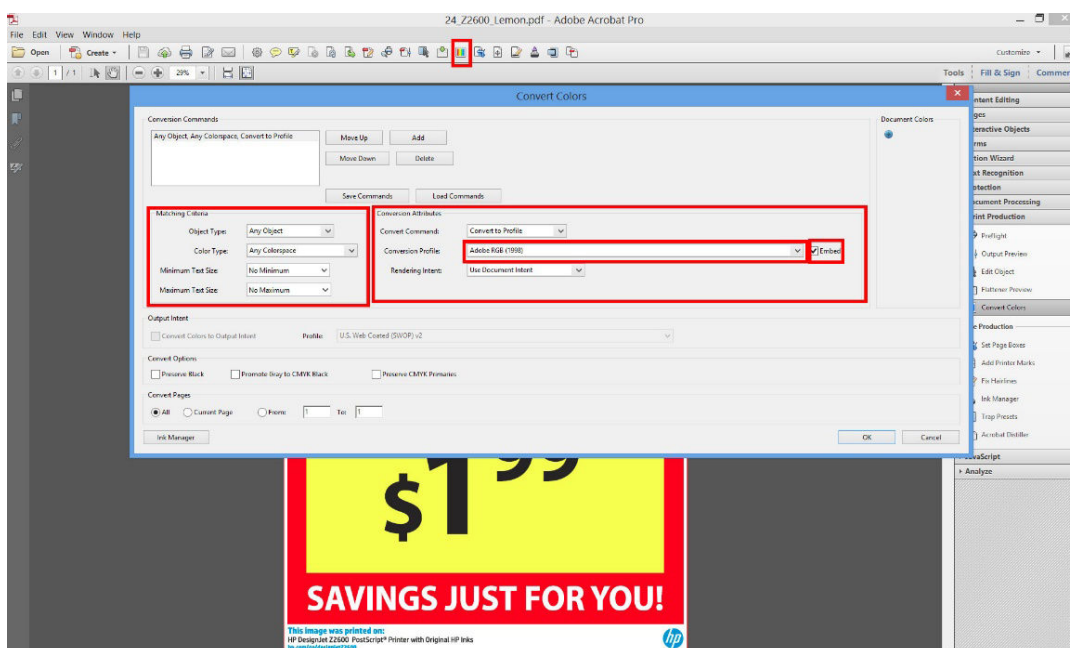 24_Z2600_Lemon.pdf - Adobe Acrobat Pro
File Edit View Window Help
Open Create Customize
1 / 1 29% Tools Fill & Sign Commen
Convert Colors
Conversion Commands
Any Object, Any Colorspace, Convert to Profile
Move Up Add
Move Down Delete
Save Commands Load Commands
Document Colors
Matching Criteria
Object Type: Any Object
Color Type: Any Colorspace
Minimum Text Size: No Minimum
Maximum Text Size: No Maximum
Conversion Attributes
Convert Command: Convert to Profile
Conversion Profile: Adobe RGB (1998) Embed
Rendering Intent: Use Document Intent
Output Intent
Convert Colors to Output Intent Profile: U.S. Web Coated (SWOP) v2
Convert Options
Preserve Black Promote Gray to CMYK Black Preserve CMYK Primaries
Convert Pages
All Current Page From: 1 To: 1
Ink Manager OK Cancel
ntent Editing
ges
teractive Objects
rms
tion Wizard
xt Recognition
otection
ocument Processing
rint Production
Preflight
Output Preview
Edit Object
Flattener Preview
Convert Colors
e Production
Set Page Boxes
Add Printer Marks
Fix Hairlines
Ink Manager
Trap Presets
Acrobat Distiller
JavaScript
Analyze
$1 99
SAVINGS JUST FOR YOU!
This image was printed on:
HP DesignJet Z2600 PostScript® Printer with Original HP Inks
hp.com/go/designjetZ2600
hp